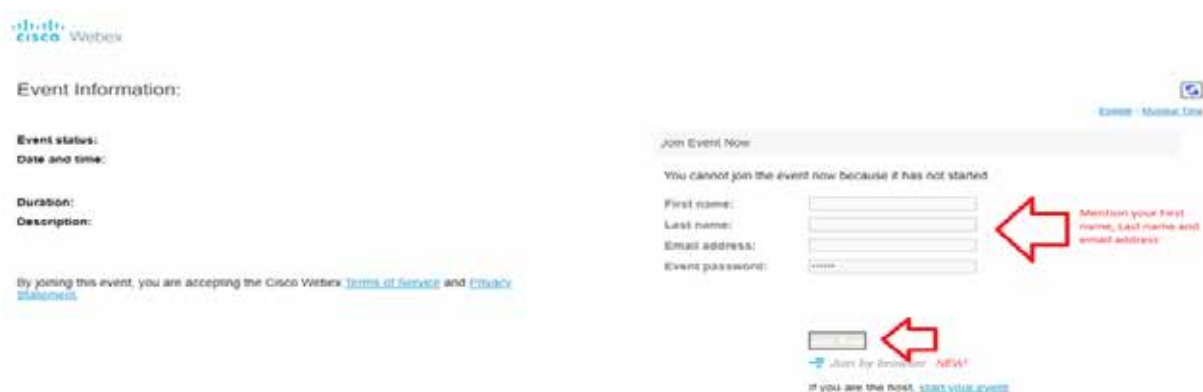 cisco Webex
Event Information:
English : Mumbai Time
Event status:
Date and time:
Duration:
Description:
By joining this event, you are accepting the Cisco Webex Terms of Service and Privacy
Statement.
Join Event Now
You cannot join the event now because it has not started
First name:
Last name:
Email address:
Event password:
Mention your First
name, Last name and
email address
Join by browser NEW!
If you are the host, start your event